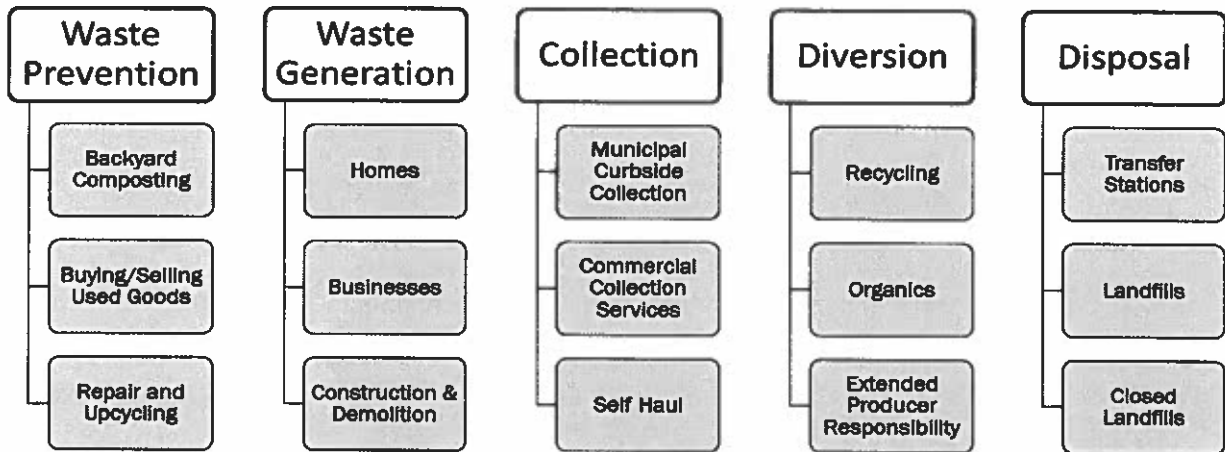 Waste
Prevention
Backyard
Composting
Buying/Selling
Used Goods
Repair and
Upcycling
Waste
Generation
Homes
Businesses
Construction &
Demolition
Collection
Municipal
Curbside
Collection
Commercial
Collection
Services
Self Haul
Diversion
Recycling
Organics
Extended
Producer
Responsibility
Disposal
Transfer
Stations
Landfills
Closed
Landfills